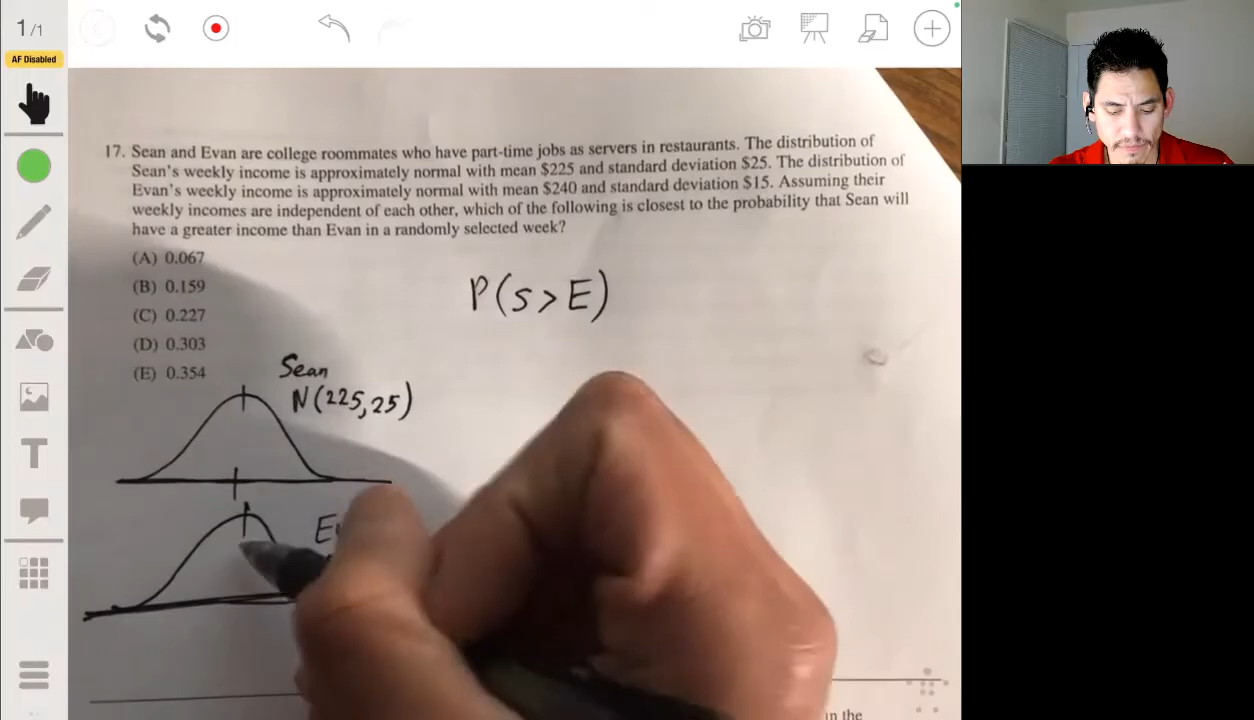 1/1
AF Disabled
17. Sean and Evan are college roommates who have part-time jobs as servers in restaurants. The distribution of
Sean's weekly income is approximately normal with mean $225 and standard deviation $25. The distribution of
Evan's weekly income is approximately normal with mean $240 and standard deviation $15. Assuming their
weekly incomes are independent of each other, which of the following is closest to the probability that Sean will
have a greater income than Evan in a randomly selected week?
(A) 0.067
(B) 0.159
(C) 0.227
(D) 0.303
(E) 0.354
P(S>E)
Sean
N(225,25)
T
in the